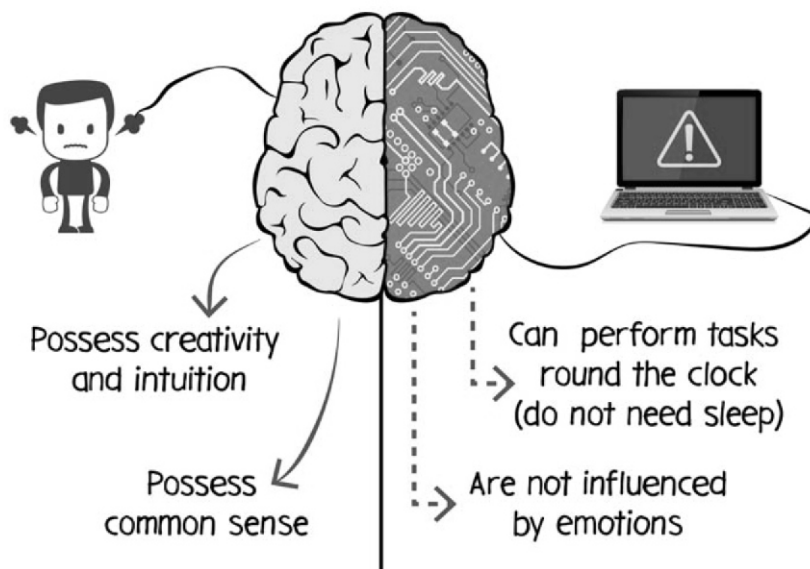 Possess creativity
and intuition
Possess
common sense
Can perform tasks
round the clock
(do not need sleep)
Are not influenced
by emotions